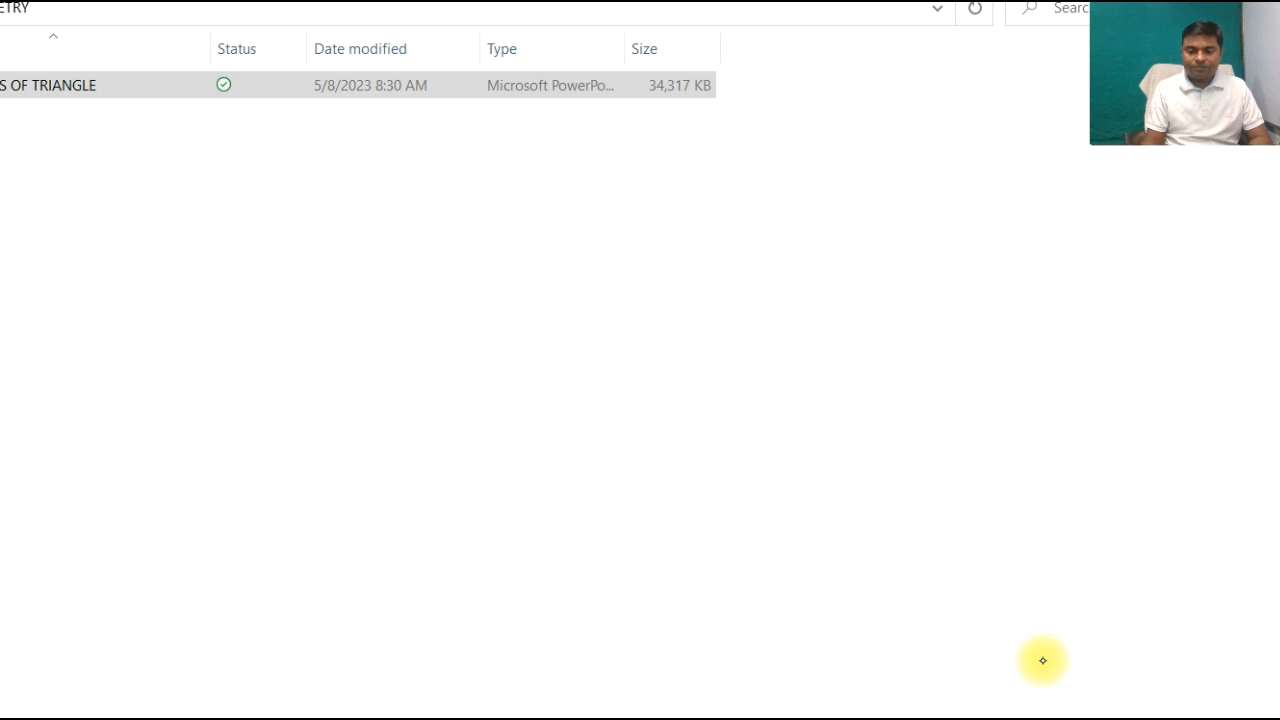 ETRY
Searc
Status Date modified Type Size
S OF TRIANGLE 5/8/2023 8:30 AM Microsoft PowerPo... 34,317 KB